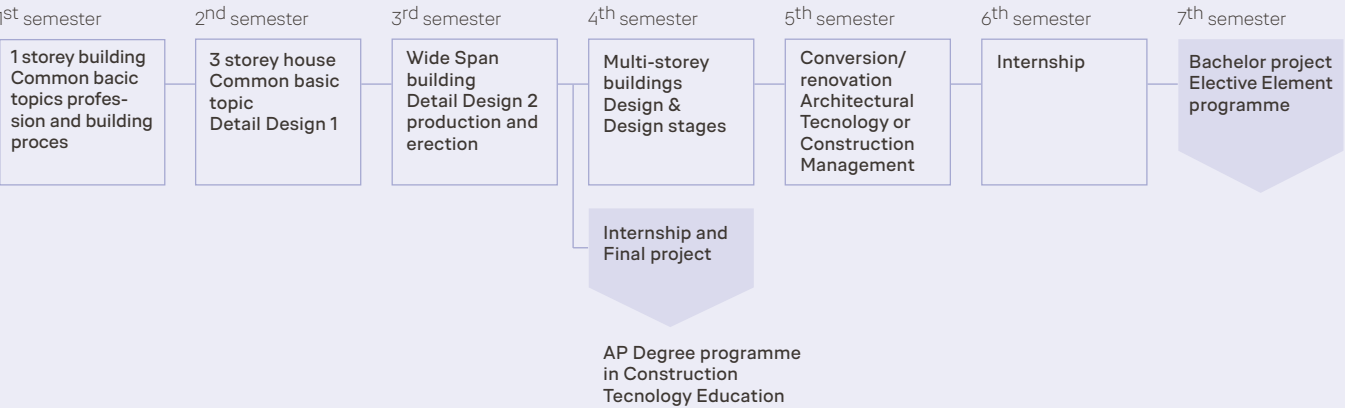 1st semester
1 storey building
Common bacic
topics profes-
sion and building
proces
2nd semester
3 storey house
Common basic
topic
Detail Design 1
3rd semester
Wide Span
building
Detail Design 2
production and
erection
4th semester
Multi-storey
buildings
Design &
Design stages
Internship and
Final project
AP Degree programme
in Construction
Tecnology Education
5th semester
Conversion/
renovation
Architectural
Tecnology or
Construction
Management
6th semester
Internship
7th semester
Bachelor project
Elective Element
programme